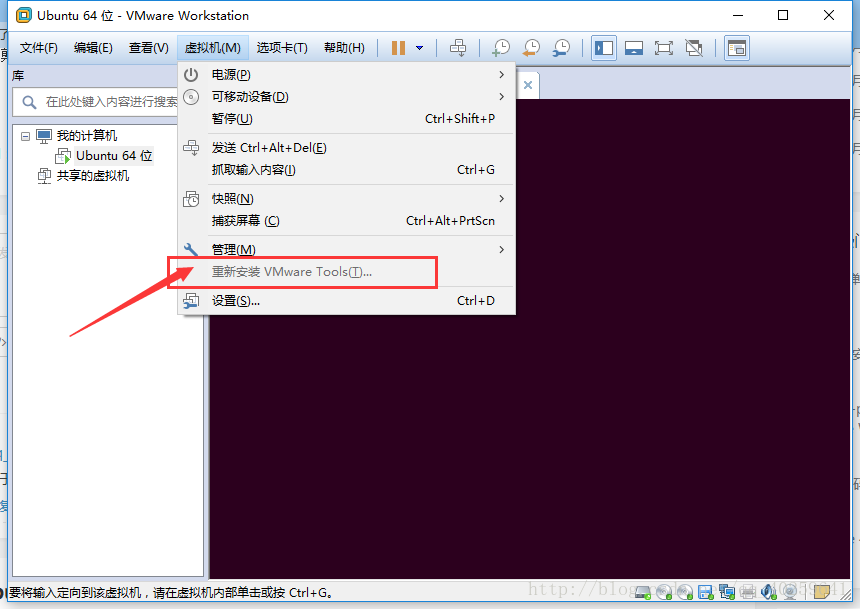 Ubuntu 64 位 - VMware Workstation
文件(F) 编辑(E) 查看(V) 虚拟机(M) 选项卡(T) 帮助(H)
库
在此处键入内容进行搜索
我的计算机
Ubuntu 64 位
共享的虚拟机
电源(P)
可移动设备(D)
暂停(U) Ctrl+Shift+P
发送 Ctrl+Alt+Del(E)
抓取输入内容(I) Ctrl+G
快照(N)
捕获屏幕 (C) Ctrl+Alt+PrtScn
管理(M)
重新安装 VMware Tools(T)...
设置(S)... Ctrl+D
要将输入定向到该虚拟机，请在虚拟机内部单击或按 Ctrl+G。